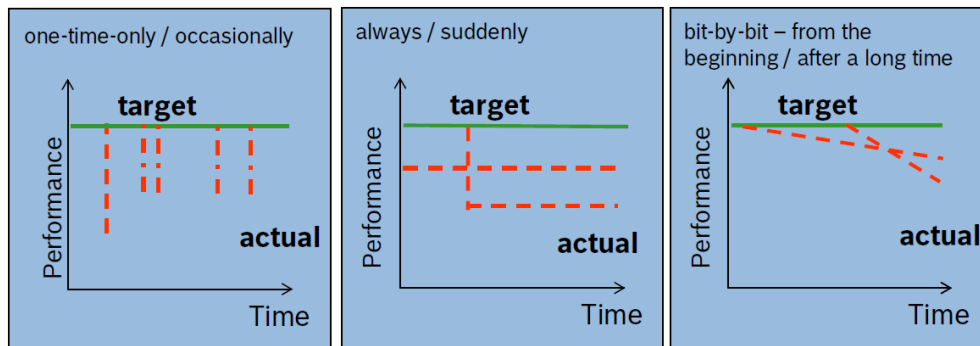 one-time-only / occasionally
target
Performance
actual
Time
always / suddenly
target
Performance
actual
Time
bit-by-bit – from the
beginning / after a long time
target
Performance
actual
Time